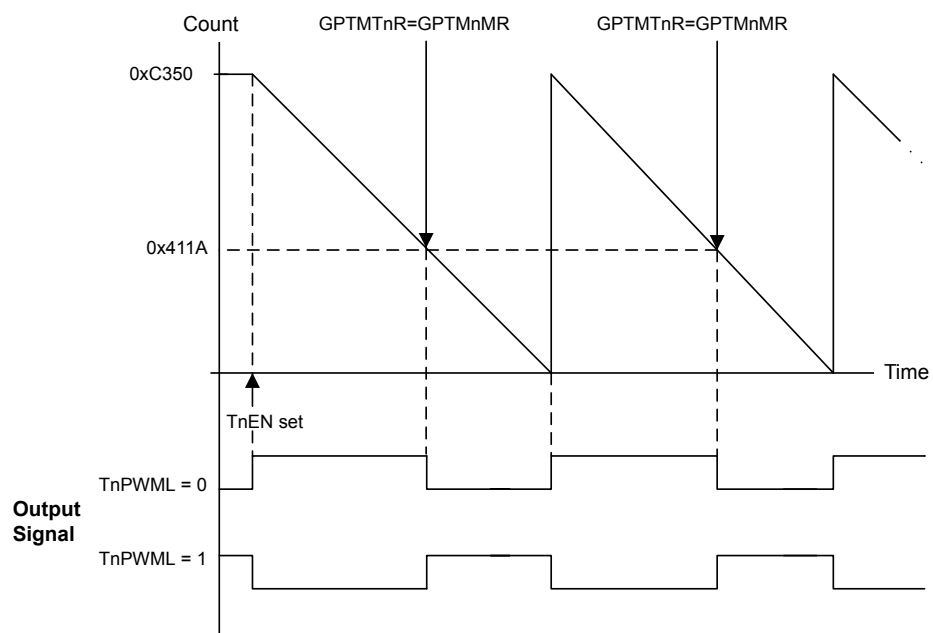 Count
GPTMTnR=GPTMnMR
GPTMTnR=GPTMnMR
0xC350
0x411A
Time
TnEN set
TnPWML = 0
Output
Signal
TnPWML = 1